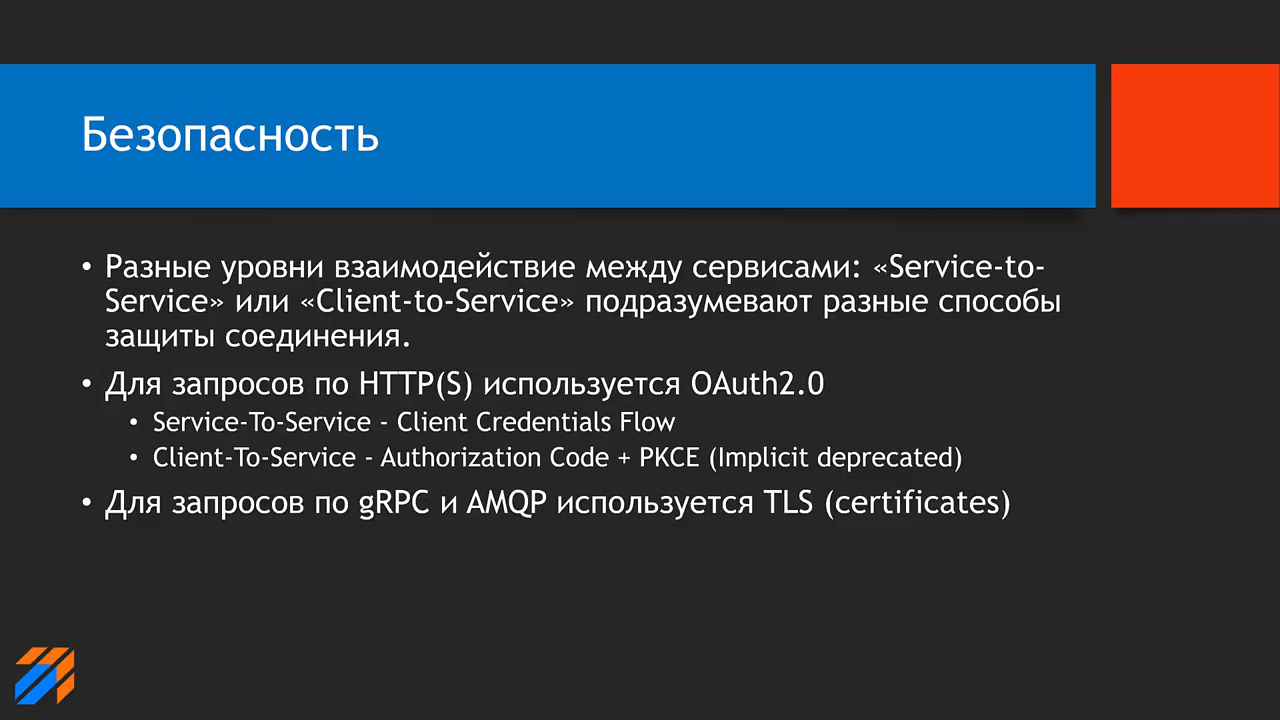 Безопасность
• Разные уровни взаимодействие между сервисами: «Service-to-
Service» или «Client-to-Service» подразумевают разные способы
защиты соединения.
• Для запросов по HTTP(S) используется OAuth2.0
• Service-To-Service - Client Credentials Flow
• Client-To-Service - Authorization Code + PKCE (Implicit deprecated)
• Для запросов по gRPC и AMQP используется TLS (certificates)